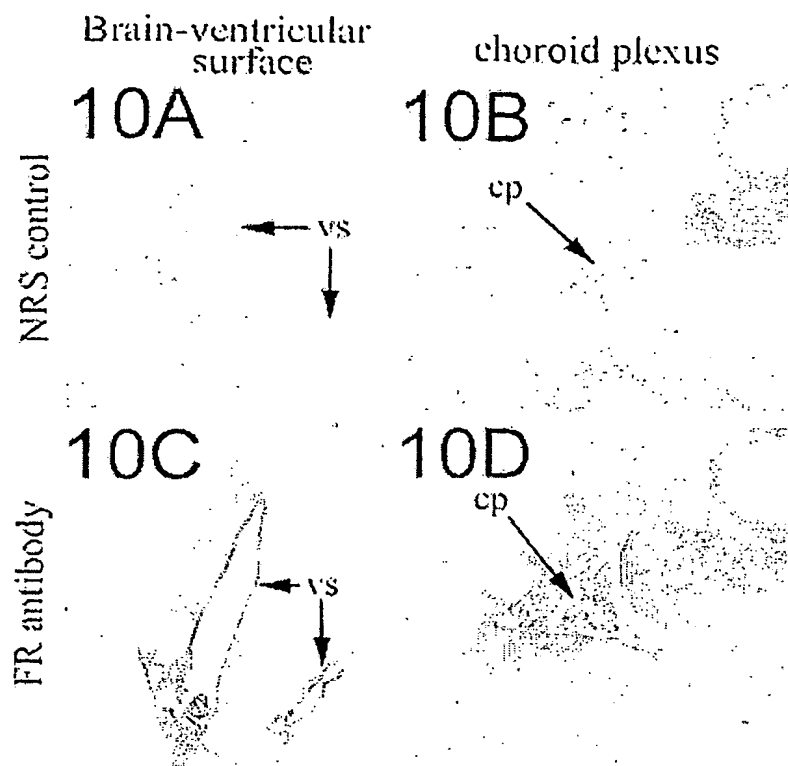 Brain-ventricular
surface
choroid plexus
10A
10B
NRS control
vs
cp
10C
10D
FR antibody
vs
cp